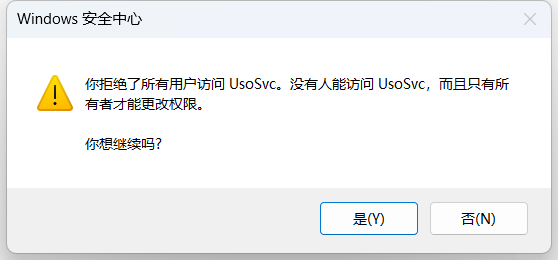 Windows 安全中心
你拒绝了所有用户访问 UsoSvc。没有人能访问 UsoSvc，而且只有所
有者才能更改权限。
你想继续吗?
是(Y)
否(N)